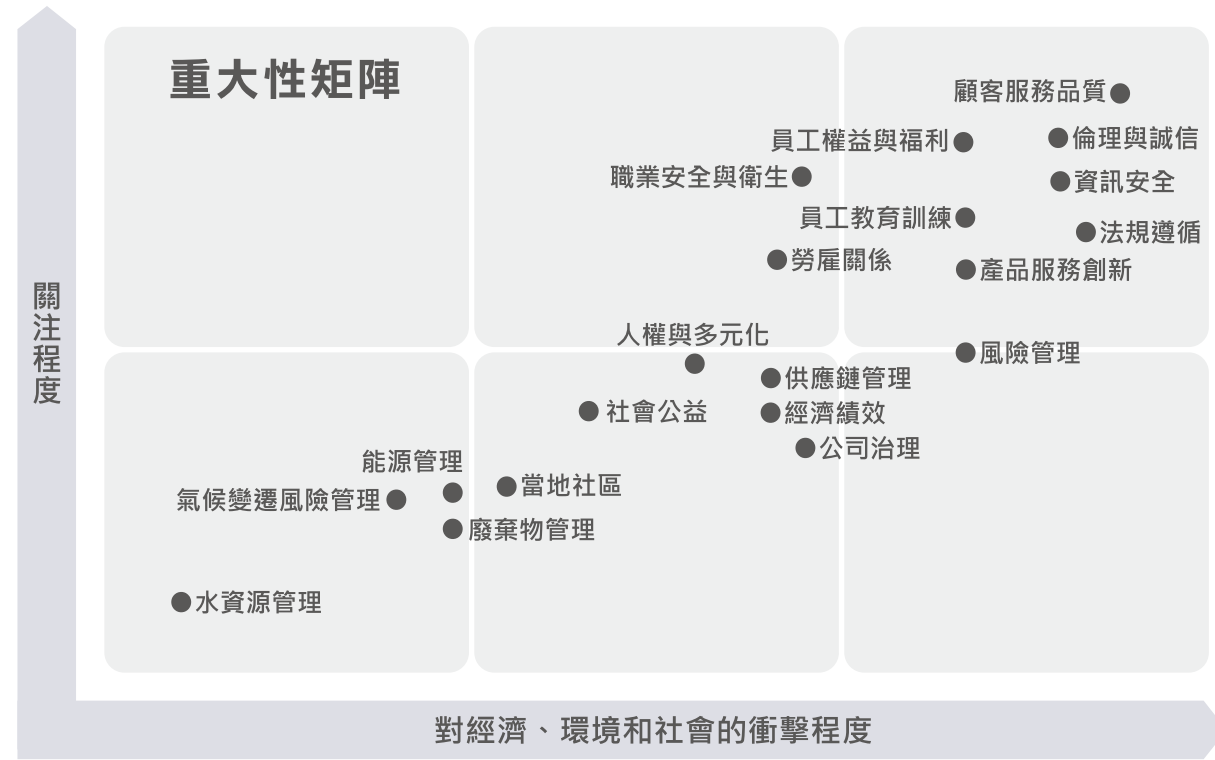 重大性矩陣
顧客服務品質
員工權益與福利
倫理與誠信
職業安全與衛生
資訊安全
員工教育訓練
法規遵循
勞雇關係
產品服務創新
關注程度
人權與多元化
風險管理
供應鏈管理
社會公益
經濟績效
公司治理
能源管理
當地社區
氣候變遷風險管理
廢棄物管理
水資源管理
對經濟、環境和社會的衝擊程度